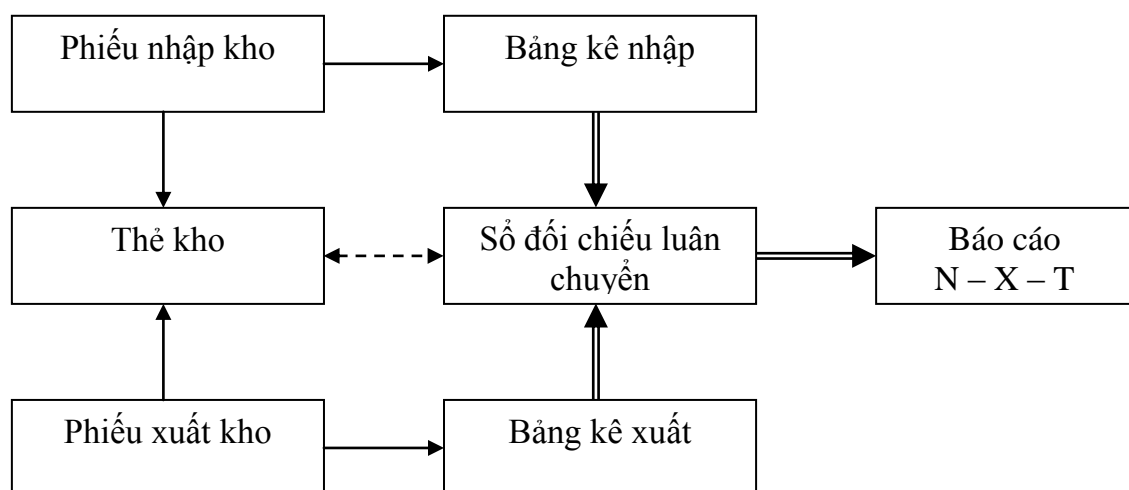 Phiếu nhập kho
Bảng kê nhập
Thẻ kho
Sổ đối chiếu luân
chuyển
Báo cáo
N – X – T
Phiếu xuất kho
Bảng kê xuất